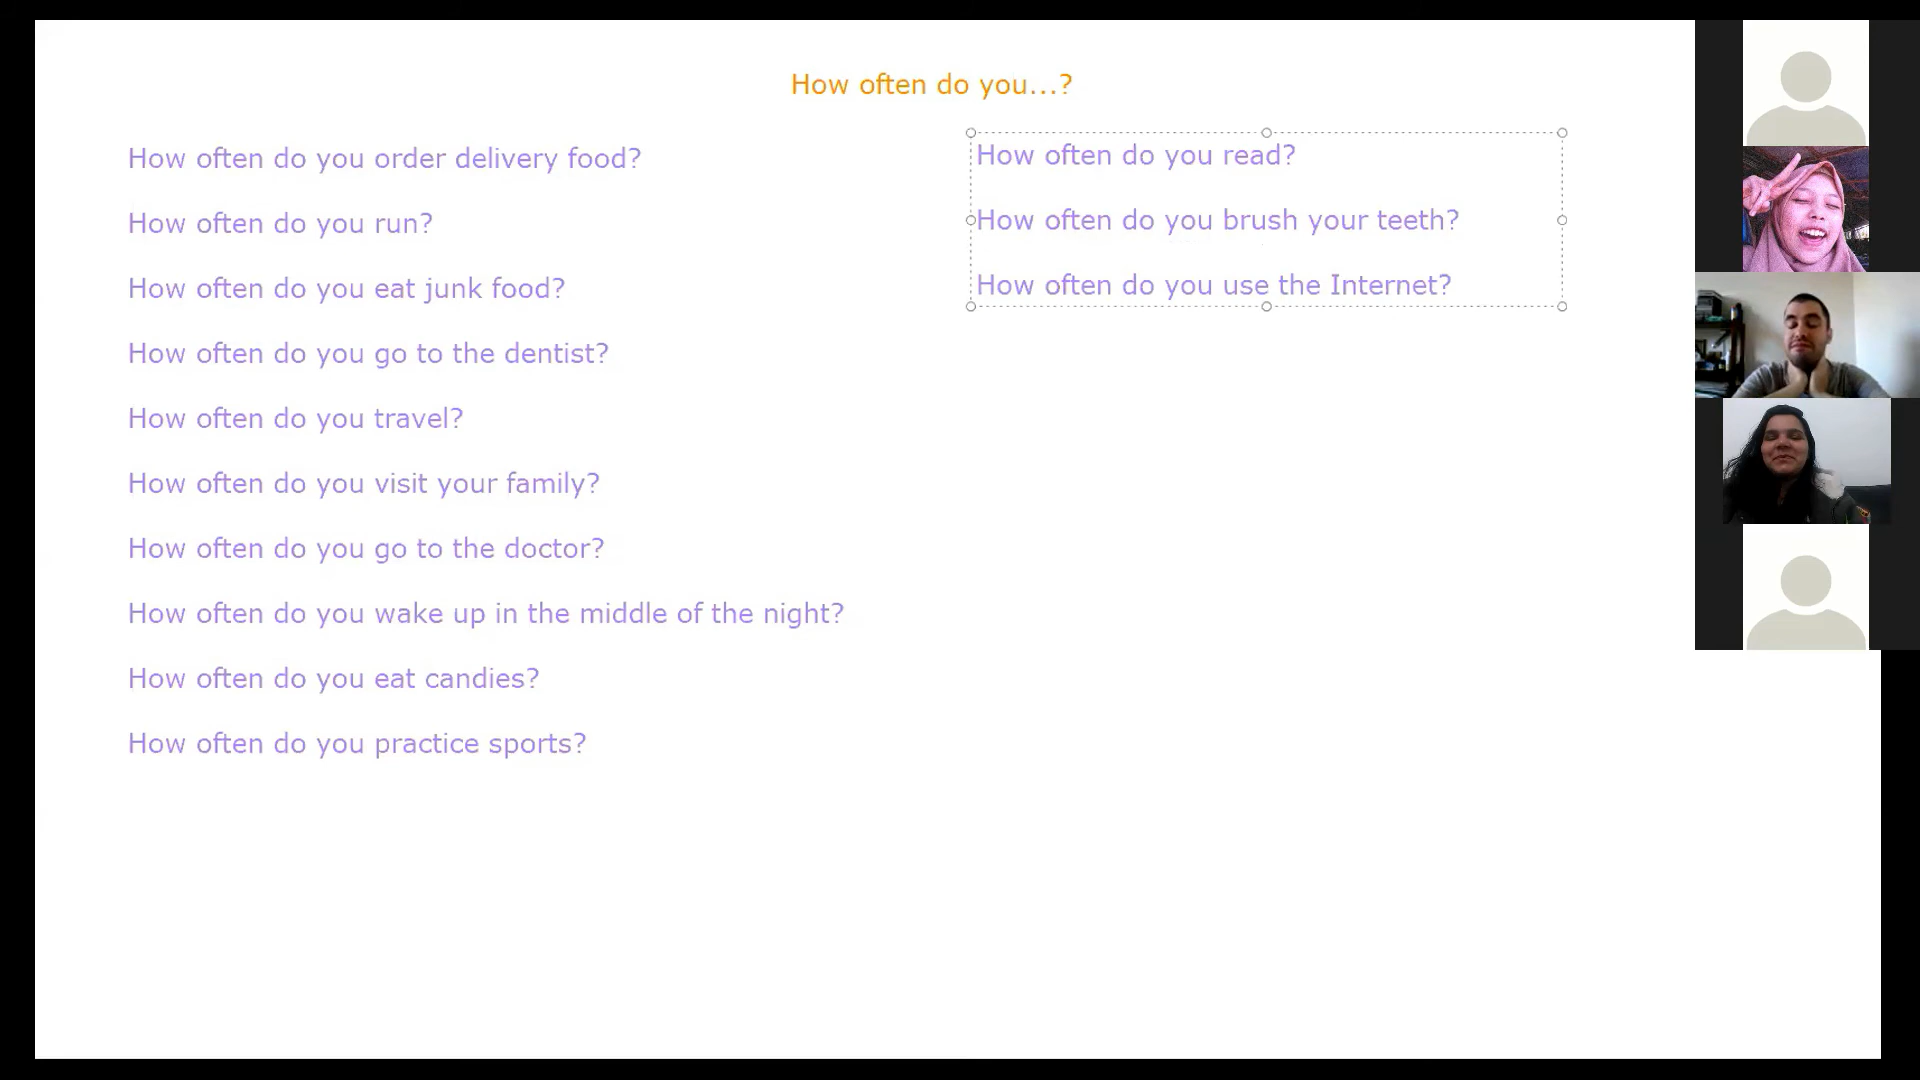 How often do you...?
How often do you order delivery food?
How often do you run?
How often do you eat junk food?
How often do you go to the dentist?
How often do you travel?
How often do you visit your family?
How often do you go to the doctor?
How often do you wake up in the middle of the night?
How often do you eat candies?
How often do you practice sports?
How often do you read?
How often do you brush your teeth?
How often do you use the Internet?